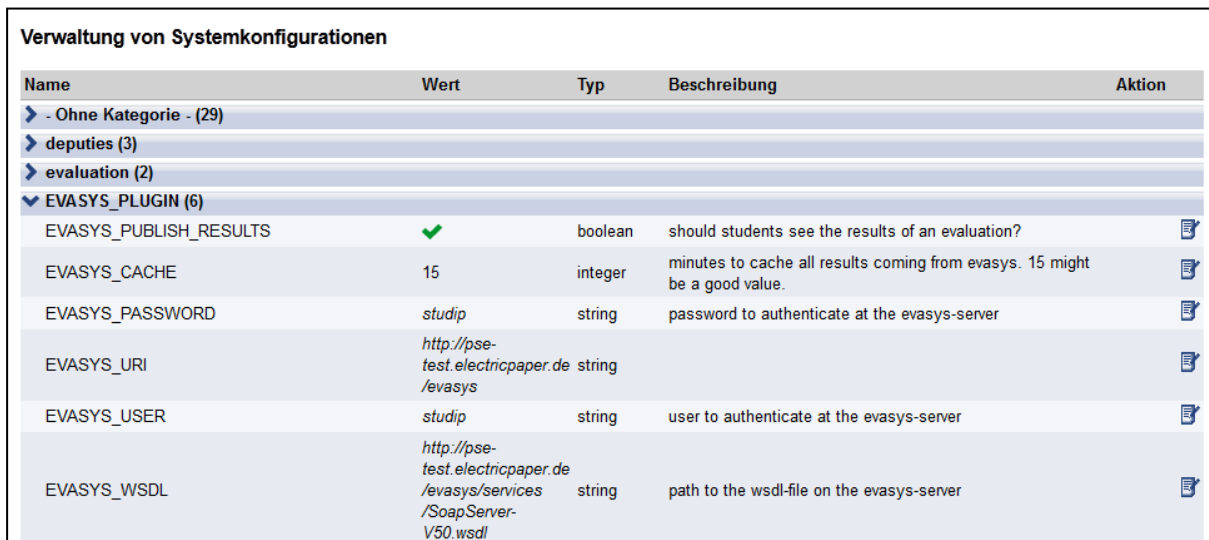 Verwaltung von Systemkonfigurationen
Name Wert Typ Beschreibung Aktion
- Ohne Kategorie - (29)
deputies (3)
evaluation (2)
EVASYS_PLUGIN (6)
EVASYS_PUBLISH_RESULTS boolean should students see the results of an evaluation?
EVASYS_CACHE 15 integer minutes to cache all results coming from evasys. 15 might
be a good value.
EVASYS_PASSWORD studip string password to authenticate at the evasys-server
http://pse-
EVASYS_URI test.electricpaper.de string
/evasys
EVASYS_USER studip string user to authenticate at the evasys-server
http://pse-
test.electricpaper.de
EVASYS_WSDL /evasys/services string path to the wsdl-file on the evasys-server
/SoapServer-
V50.wsdl